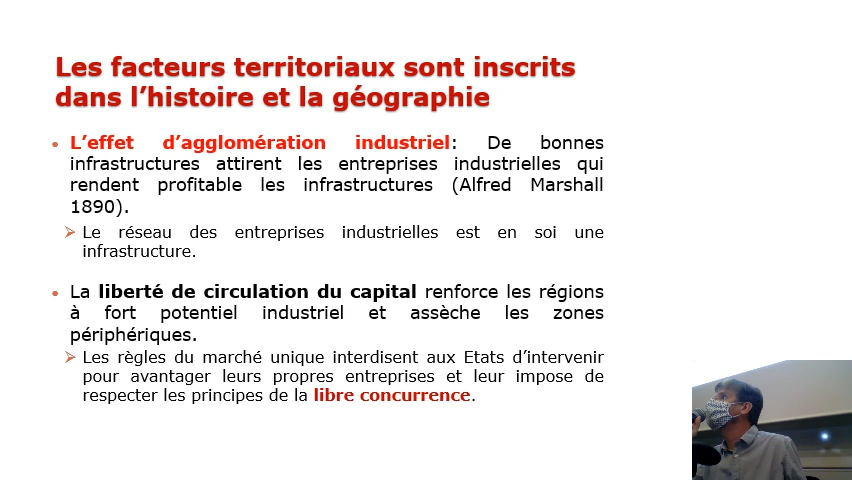 Les facteurs territoriaux sont inscrits
dans l’histoire et la géographie
• L’effet d’agglomération industriel: De bonnes
infrastructures attirent les entreprises industrielles qui
rendent profitable les infrastructures (Alfred Marshall
1890).
➢ Le réseau des entreprises industrielles est en soi une
infrastructure.
• La liberté de circulation du capital renforce les régions
à fort potentiel industriel et assèche les zones
périphériques.
➢ Les règles du marché unique interdisent aux Etats d’intervenir
pour avantager leurs propres entreprises et leur impose de
respecter les principes de la libre concurrence.